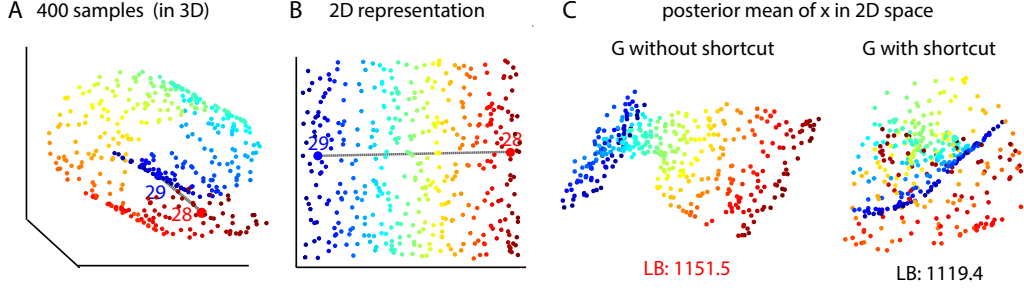 A 400 samples (in 3D)
29
28
B 2D representation
29
28
C posterior mean of x in 2D space
G without shortcut
LB: 1151.5
G with shortcut
LB: 1119.4